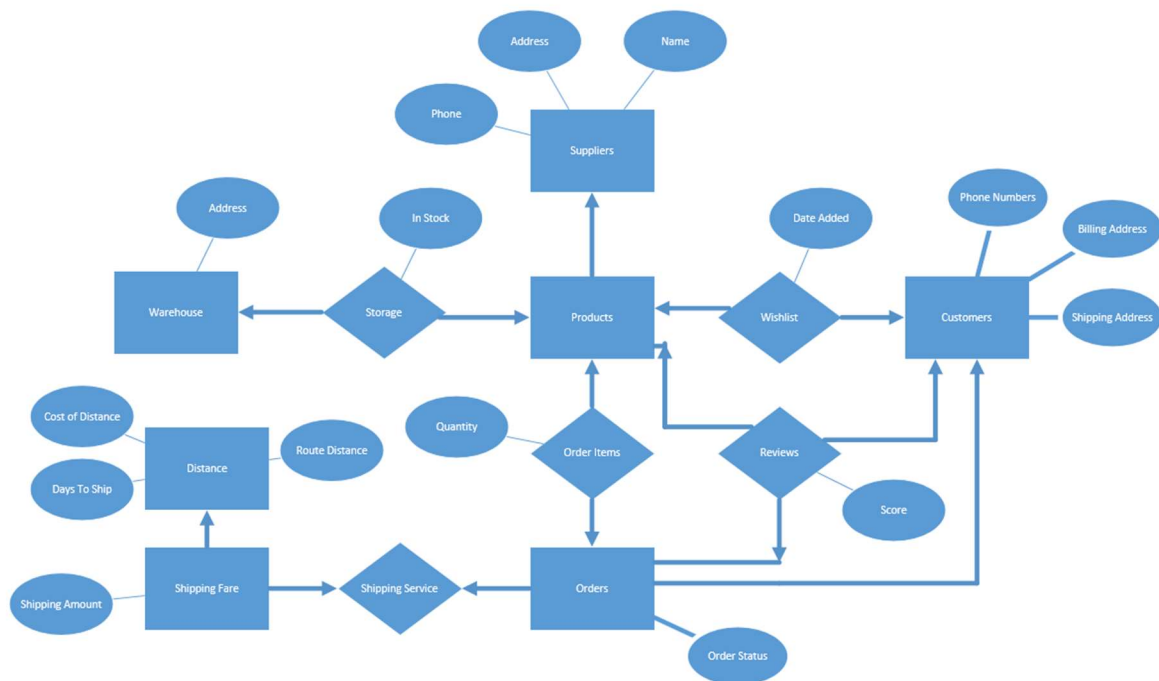 Address
Name
Phone
Suppliers
Address
In Stock
Date Added
Phone Numbers
Billing Address
Warehouse
Storage
Products
Wishlist
Customers
Shipping Address
Cost of Distance
Quantity
Order Items
Reviews
Route Distance
Distance
Days To Ship
Score
Shipping Amount
Shipping Fare
Shipping Service
Orders
Order Status